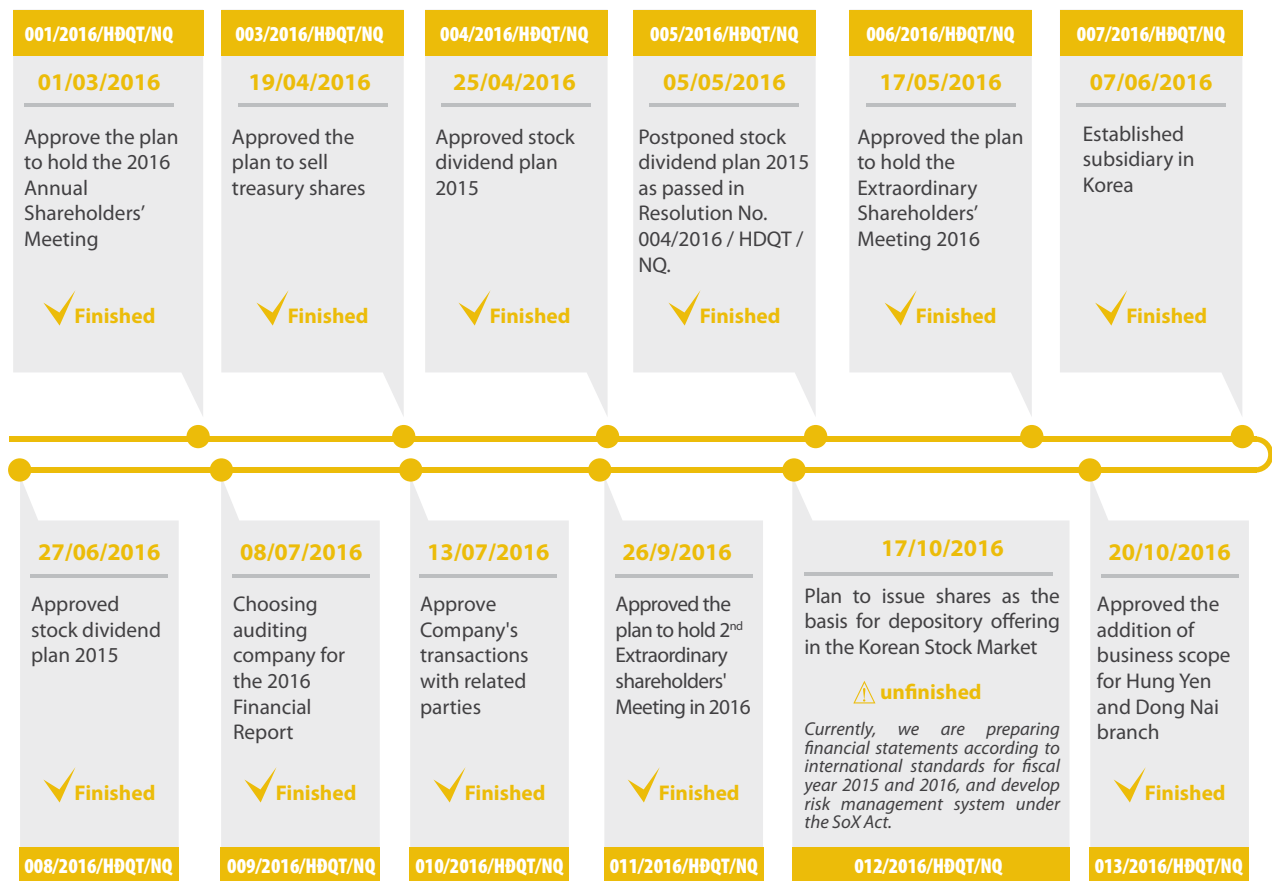 001/2016/HĐQT/NQ
01/03/2016
Approve the plan
to hold the 2016
Annual
Shareholders’
Meeting
Finished
003/2016/HĐQT/NQ
19/04/2016
Approved the
plan to sell
treasury shares
Finished
004/2016/HĐQT/NQ
25/04/2016
Approved stock
dividend plan
2015
Finished
005/2016/HĐQT/NQ
05/05/2016
Postponed stock
dividend plan 2015
as passed in
Resolution No.
004/2016 / HDQT /
NQ.
Finished
006/2016/HĐQT/NQ
17/05/2016
Approved the plan
to hold the
Extraordinary
Shareholders’
Meeting 2016
Finished
007/2016/HĐQT/NQ
07/06/2016
Established
subsidiary in
Korea
Finished
27/06/2016
Approved
stock dividend
plan 2015
Finished
008/2016/HĐQT/NQ
08/07/2016
Choosing
auditing
company for
the 2016
Financial
Report
Finished
009/2016/HĐQT/NQ
13/07/2016
Approve
Company's
transactions
with related
parties
Finished
010/2016/HĐQT/NQ
26/9/2016
Approved the
plan to hold 2nd
Extraordinary
shareholders'
Meeting in 2016
Finished
011/2016/HĐQT/NQ
17/10/2016
Plan to issue shares as the
basis for depository offering
in the Korean Stock Market
unfinished
Currently, we are preparing
financial statements according to
international standards for fiscal
year 2015 and 2016, and develop
risk management system under
the SoX Act.
012/2016/HĐQT/NQ
20/10/2016
Approved the
addition of
business scope
for Hung Yen
and Dong Nai
branch
Finished
013/2016/HĐQT/NQ